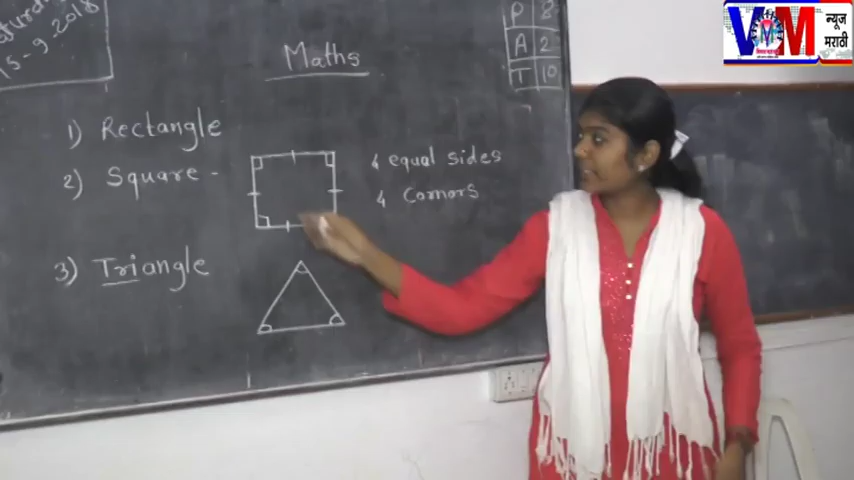 15-9-2018
Maths
P 8
A 2
T 10
1) Rectangle
2) Square -
4 equal sides
4 Cornors
3) Triangle
VM
न्यूज
मराठी